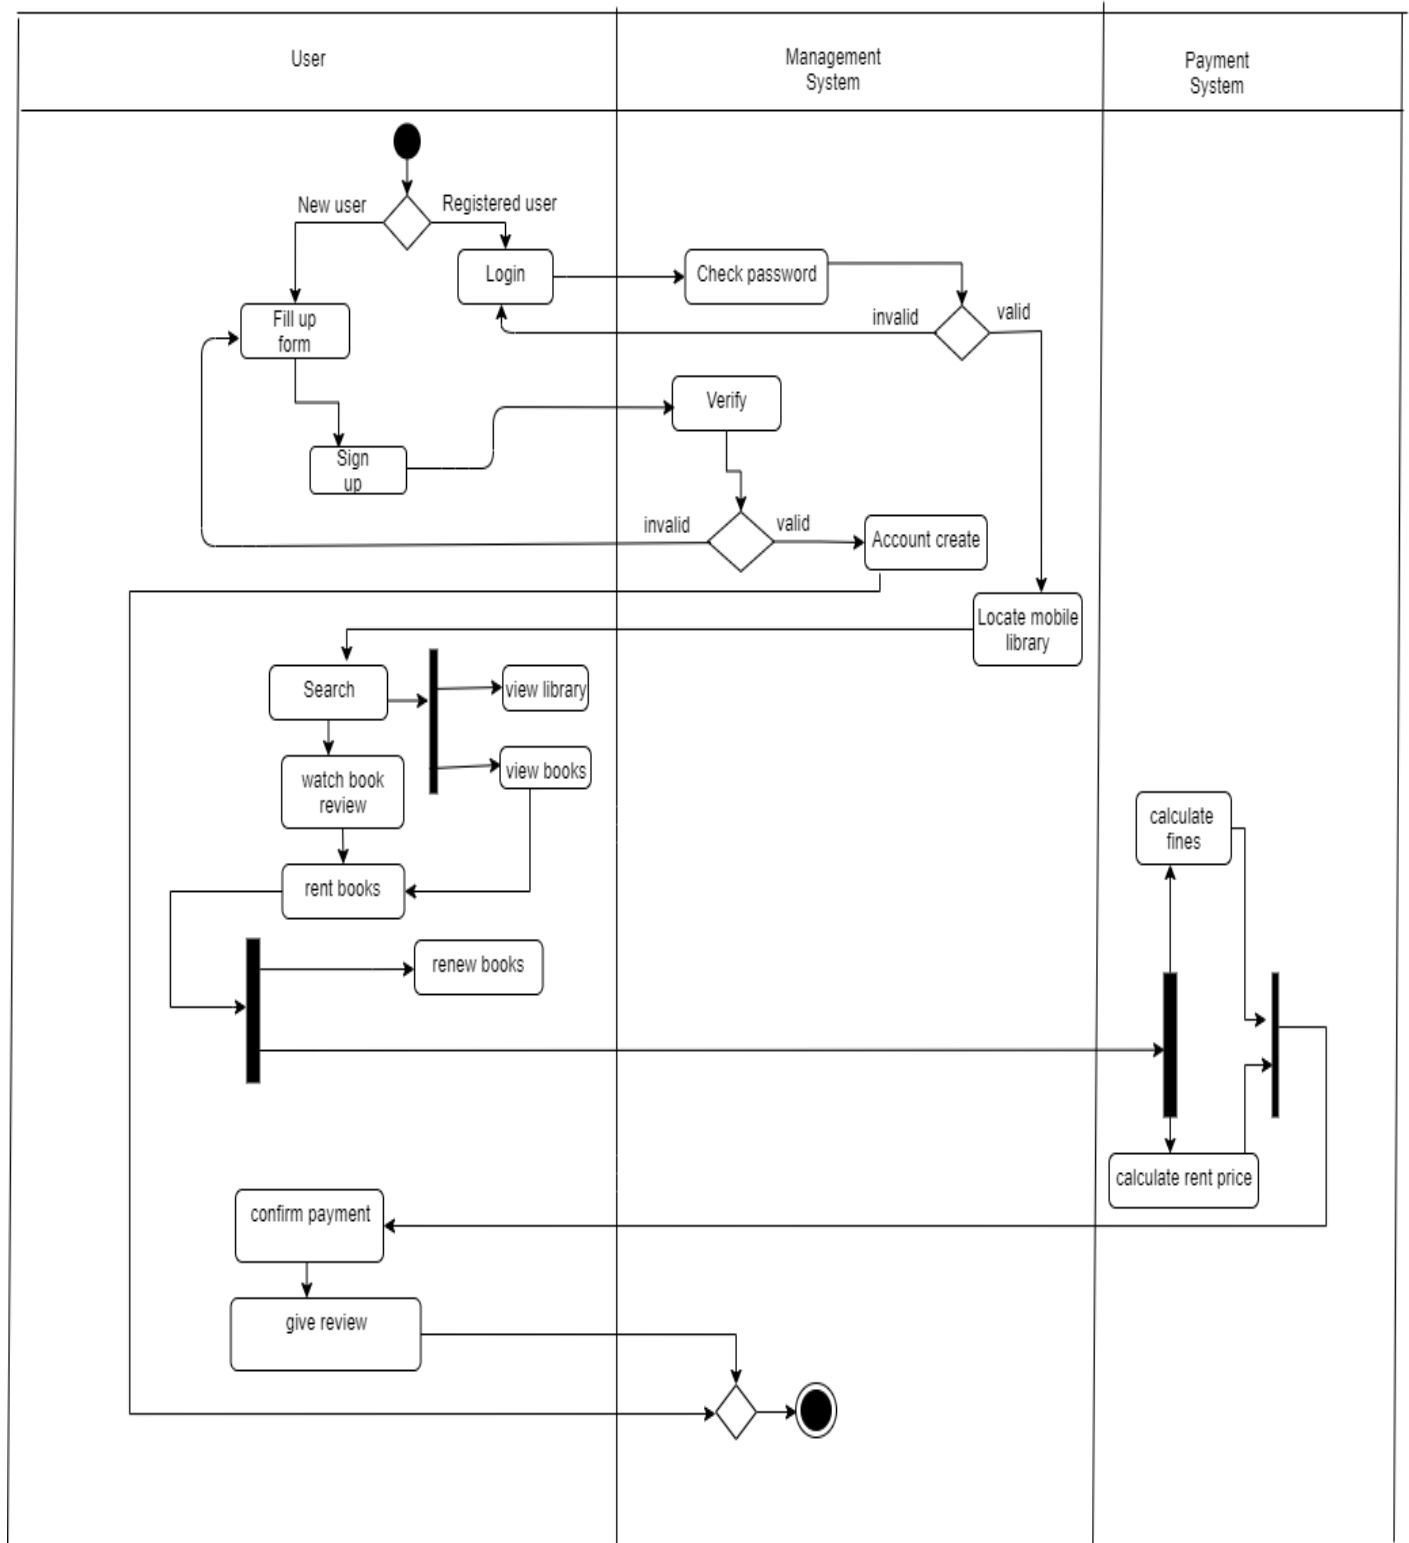 User
Management
System
Payment
System
New user
Registered user
Login
Check password
Fill up
form
invalid
valid
Verify
Sign
up
invalid
valid
Account create
Locate mobile
library
Search
view library
watch book
review
view books
calculate
fines
rent books
renew books
calculate rent price
confirm payment
give review